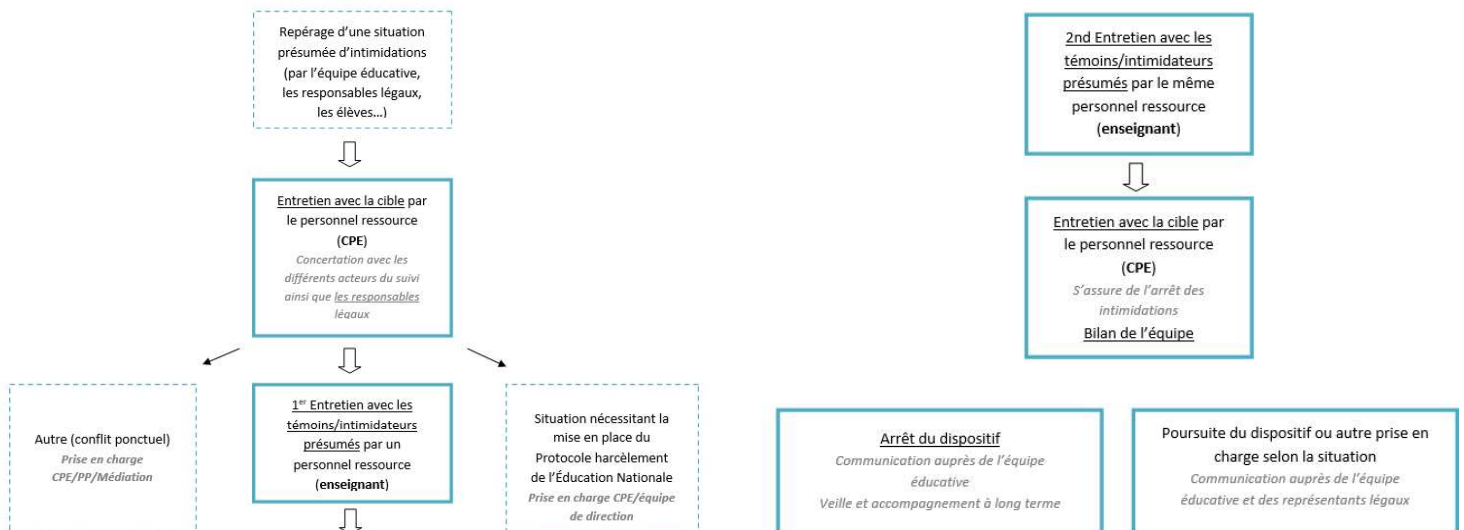 Repérage d'une situation
présumée d'intimidations
(par l'équipe éducative,
les responsables légaux,
les élèves…)
Entretien avec la cible par
le personnel ressource
(CPE)
Concertation avec les
différents acteurs du suivi
ainsi que les responsables
légaux
Autre (conflit ponctuel)
Prise en charge
CPE/PP/Médiation
1er Entretien avec les
témoins/intimidateurs
présumés par un
personnel ressource
(enseignant)
Situation nécessitant la
mise en place du
Protocole harcèlement
de l'Éducation Nationale
Prise en charge CPE/équipe
de direction
2nd Entretien avec les
témoins/intimidateurs
présumés par le même
personnel ressource
(enseignant)
Entretien avec la cible par
le personnel ressource
(CPE)
S'assure de l'arrêt des
intimidations
Bilan de l'équipe
Arrêt du dispositif
Communication auprès de l'équipe
éducative
Veille et accompagnement à long terme
Poursuite du dispositif ou autre prise en
charge selon la situation
Communication auprès de l'équipe
éducative et des représentants légaux